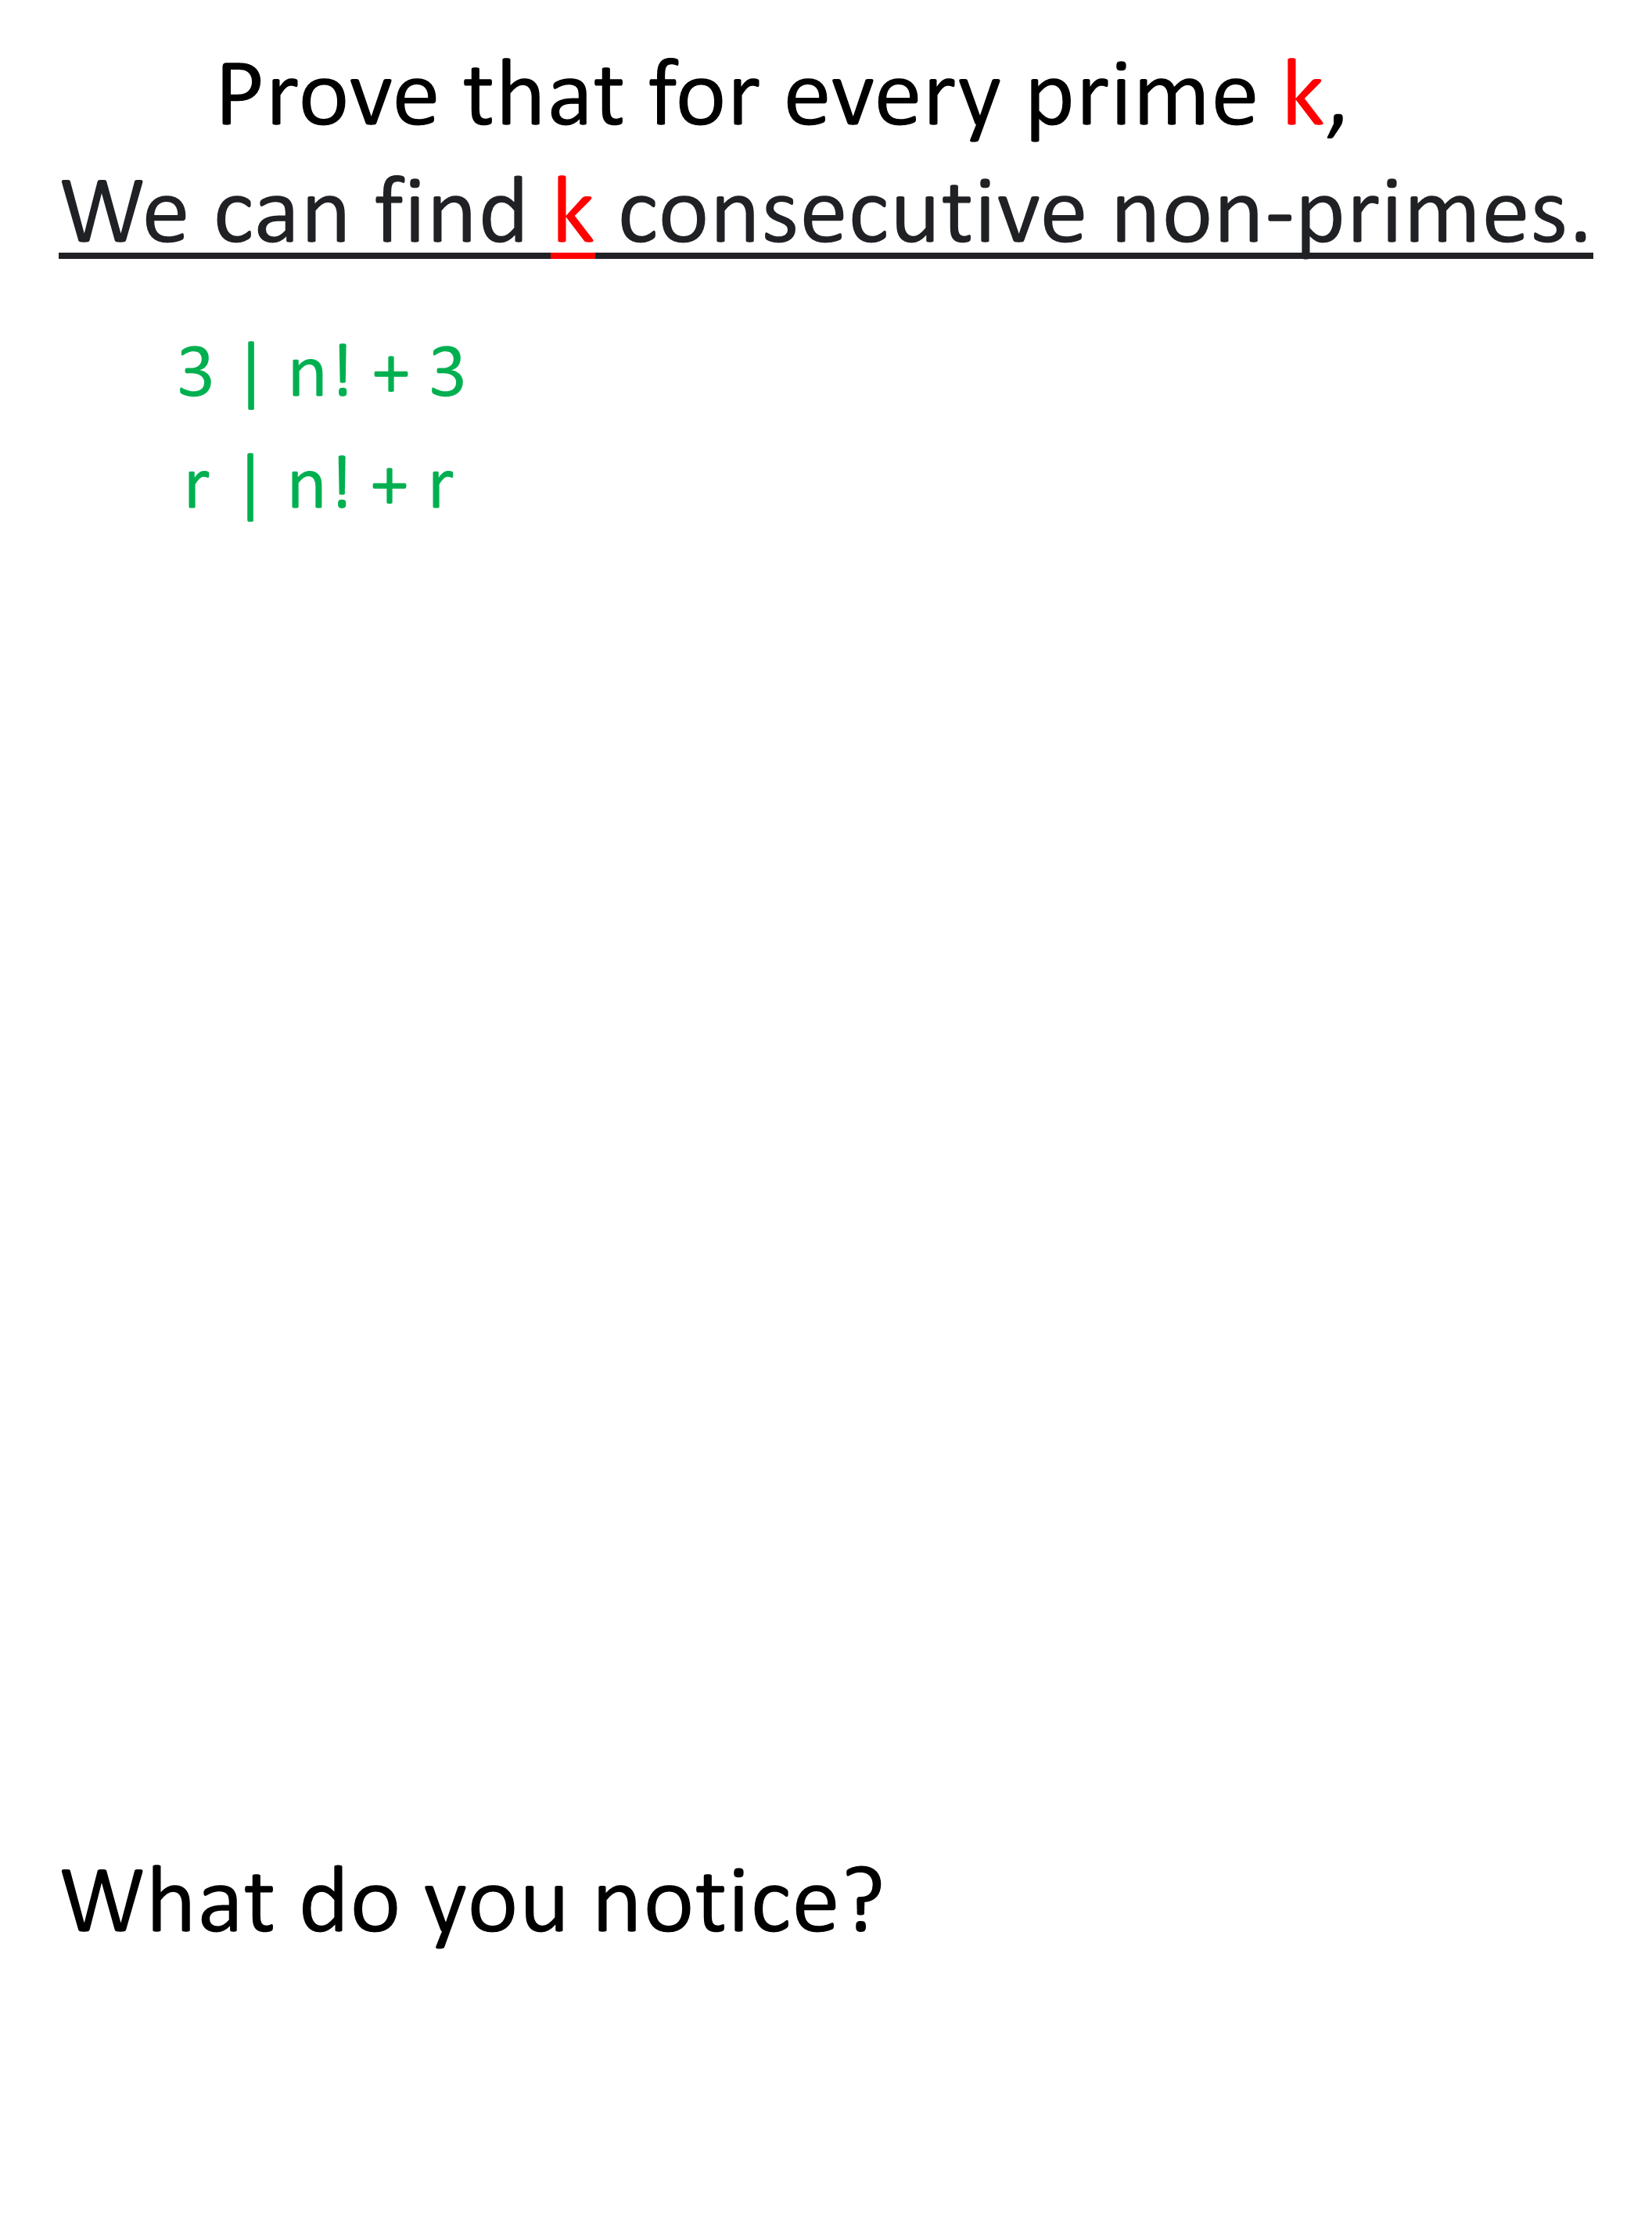 Prove that for every prime k,
We can find k consecutive non-primes.
3 | n! + 3
r | n! + r
What do you notice?